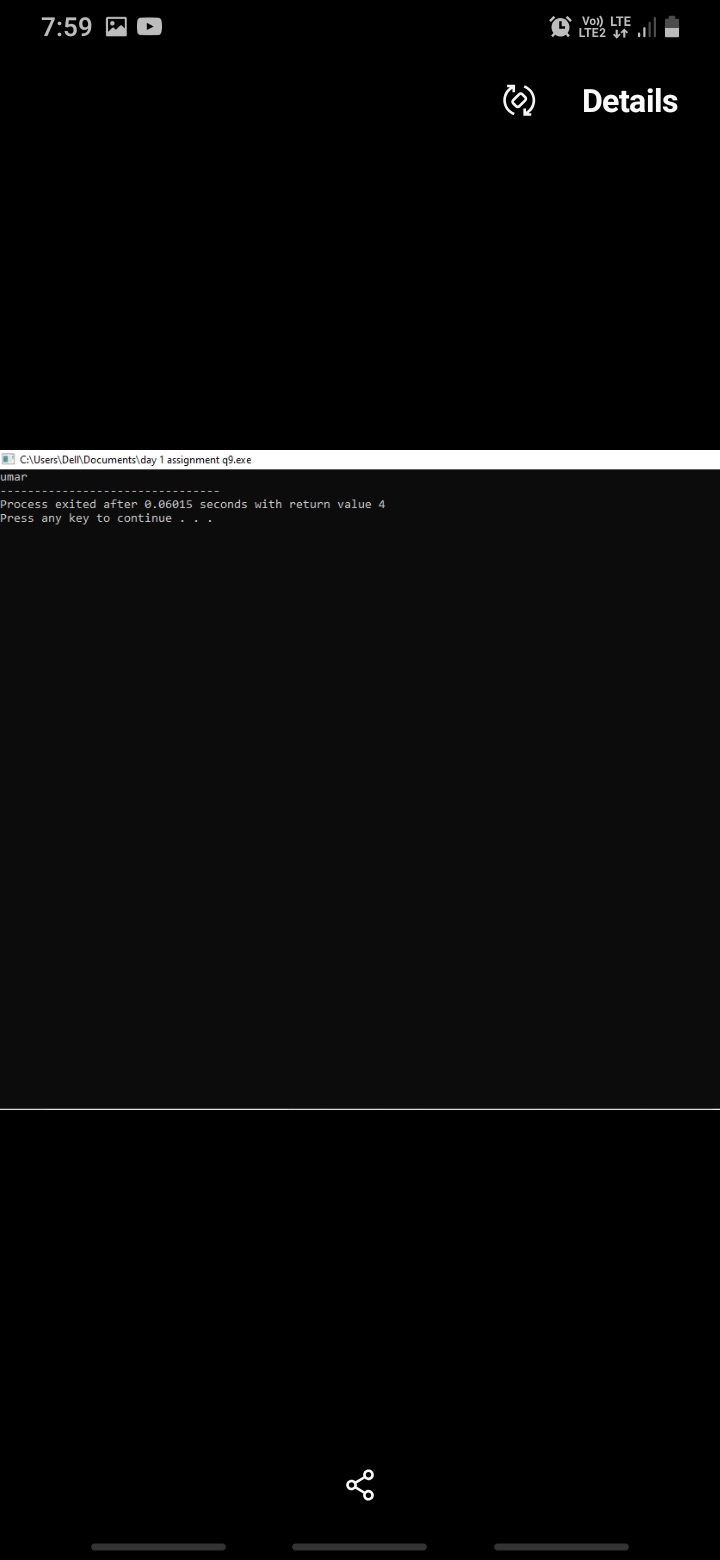 7:59 Vo)) LTE
LTE2
Details
C:\Users\Dell\Documents\day 1 assignment q9.exe
umar
--------------------------------
Process exited after 0.06015 seconds with return value 4
Press any key to continue . . .